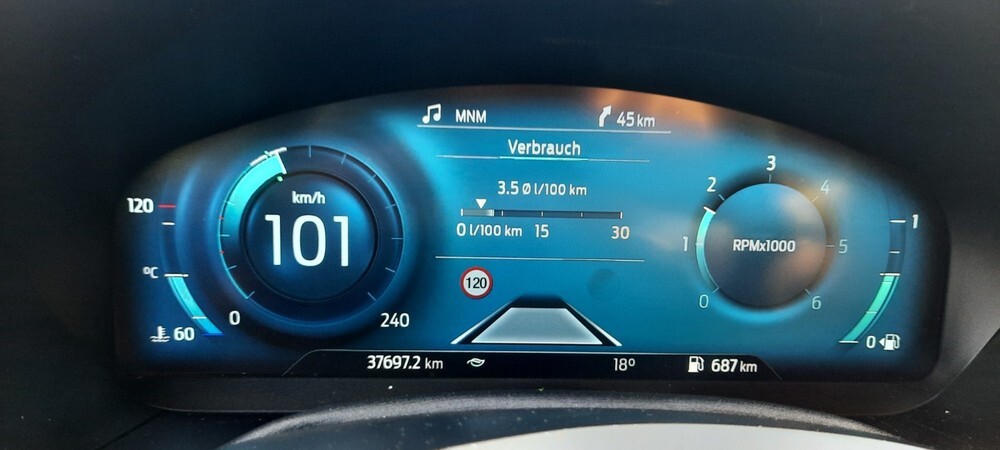 MNM 45 km
Verbrauch
3.5 Ø l/100 km
0 l/100 km 15 30
120
°C
60
km/h
101
0 240
120
0 1 2 3 4 5 6
RPMx1000
1
0
37697.2 km 18° 687 km